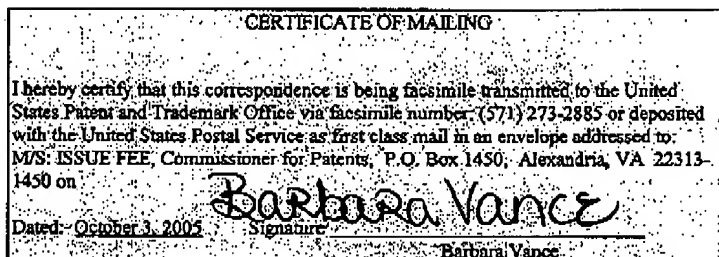 CERTIFICATE OF MAILING
I hereby certify that this correspondence is being facsimile transmitted to the United
States Patent and Trademark Office via facsimile number: (571) 273-2885 or deposited
with the United States Postal Service as first class mail in an envelope addressed to:
M/S: ISSUE FEE, Commissioner for Patents, P.O. Box 1450, Alexandria, VA 22313-
1450 on
Barbara Vance
Dated: October 3, 2005 Signature
Barbara Vance